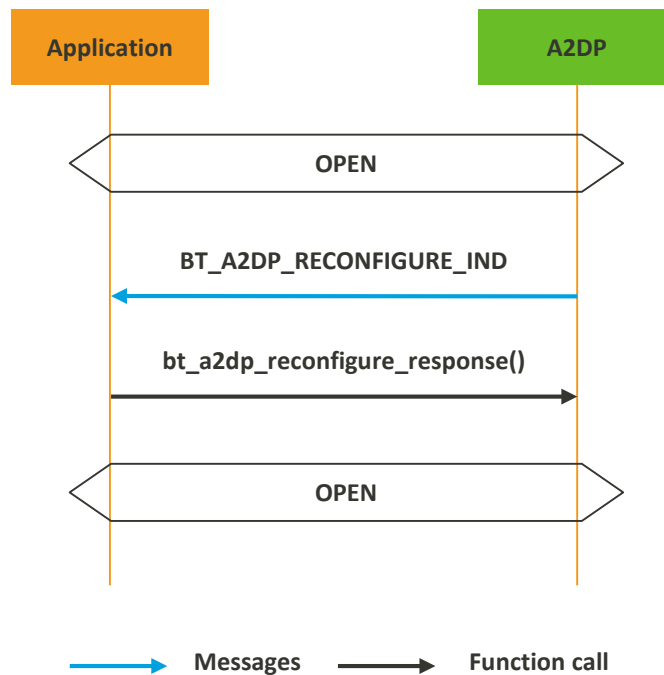 Application
A2DP
OPEN
BT_A2DP_RECONFIGURE_IND
bt_a2dp_reconfigure_response()
OPEN
Messages
Function call